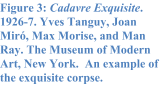 Figure 3: Cadavre Exquisite.
1926-7. Yves Tanguy, Joan
Miró, Max Morise, and Man
Ray. The Museum of Modern
Art, New York.  An example of
the exquisite corpse.